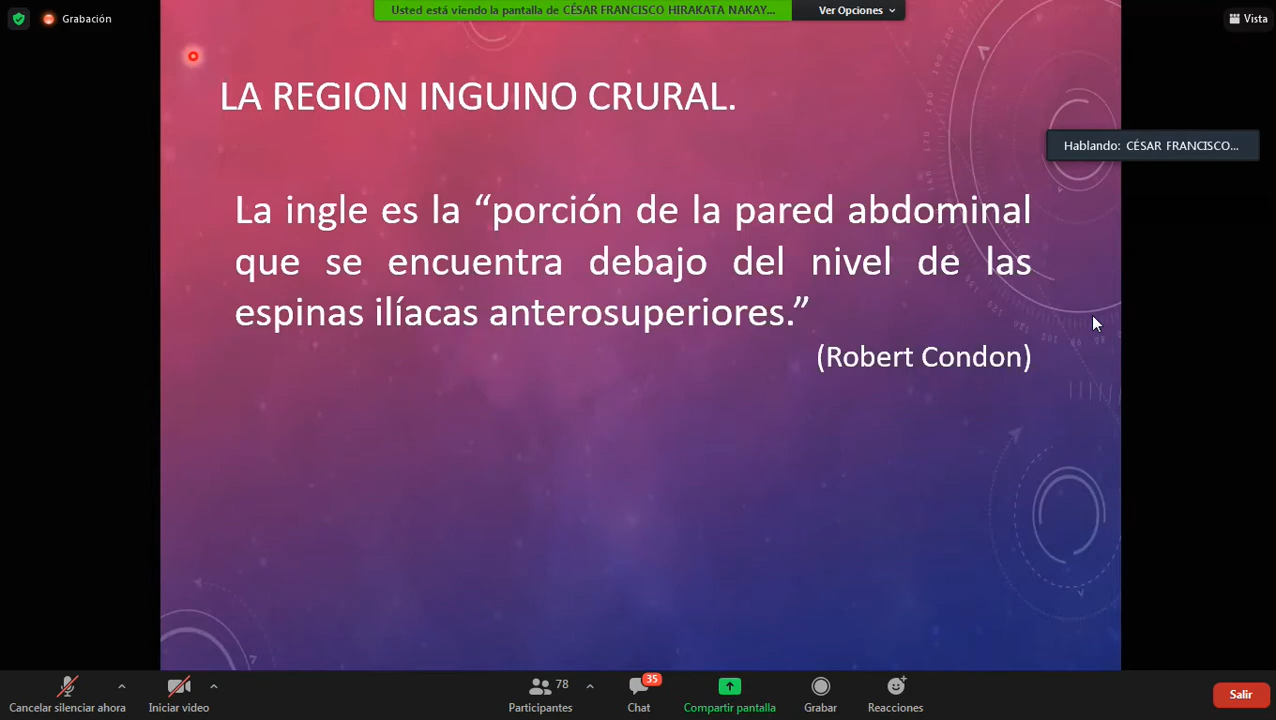 Grabación
Usted está viendo la pantalla de CÉSAR FRANCISCO HIRAKATA NAKAY...
Ver Opciones
Vista
LA REGION INGUINO CRURAL.
Hablando: CÉSAR FRANCISCO...
La ingle es la “porción de la pared abdominal
que se encuentra debajo del nivel de las
espinas ilíacas anterosuperiores.”
(Robert Condon)
Cancelar silenciar ahora
Iniciar video
78
Participantes
35
Chat
Compartir pantalla
Grabar
Reacciones
Salir